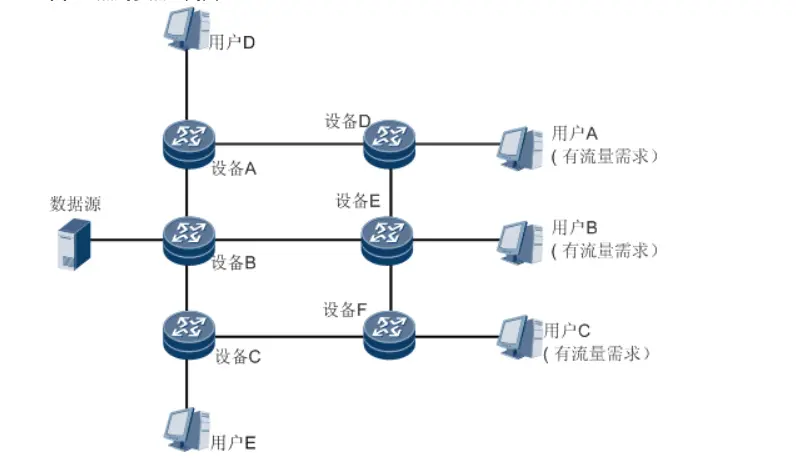 用户D
设备D
用户A
(有流量需求)
设备A
数据源
设备E
用户B
(有流量需求)
设备B
设备F
用户C
(有流量需求)
设备C
用户E